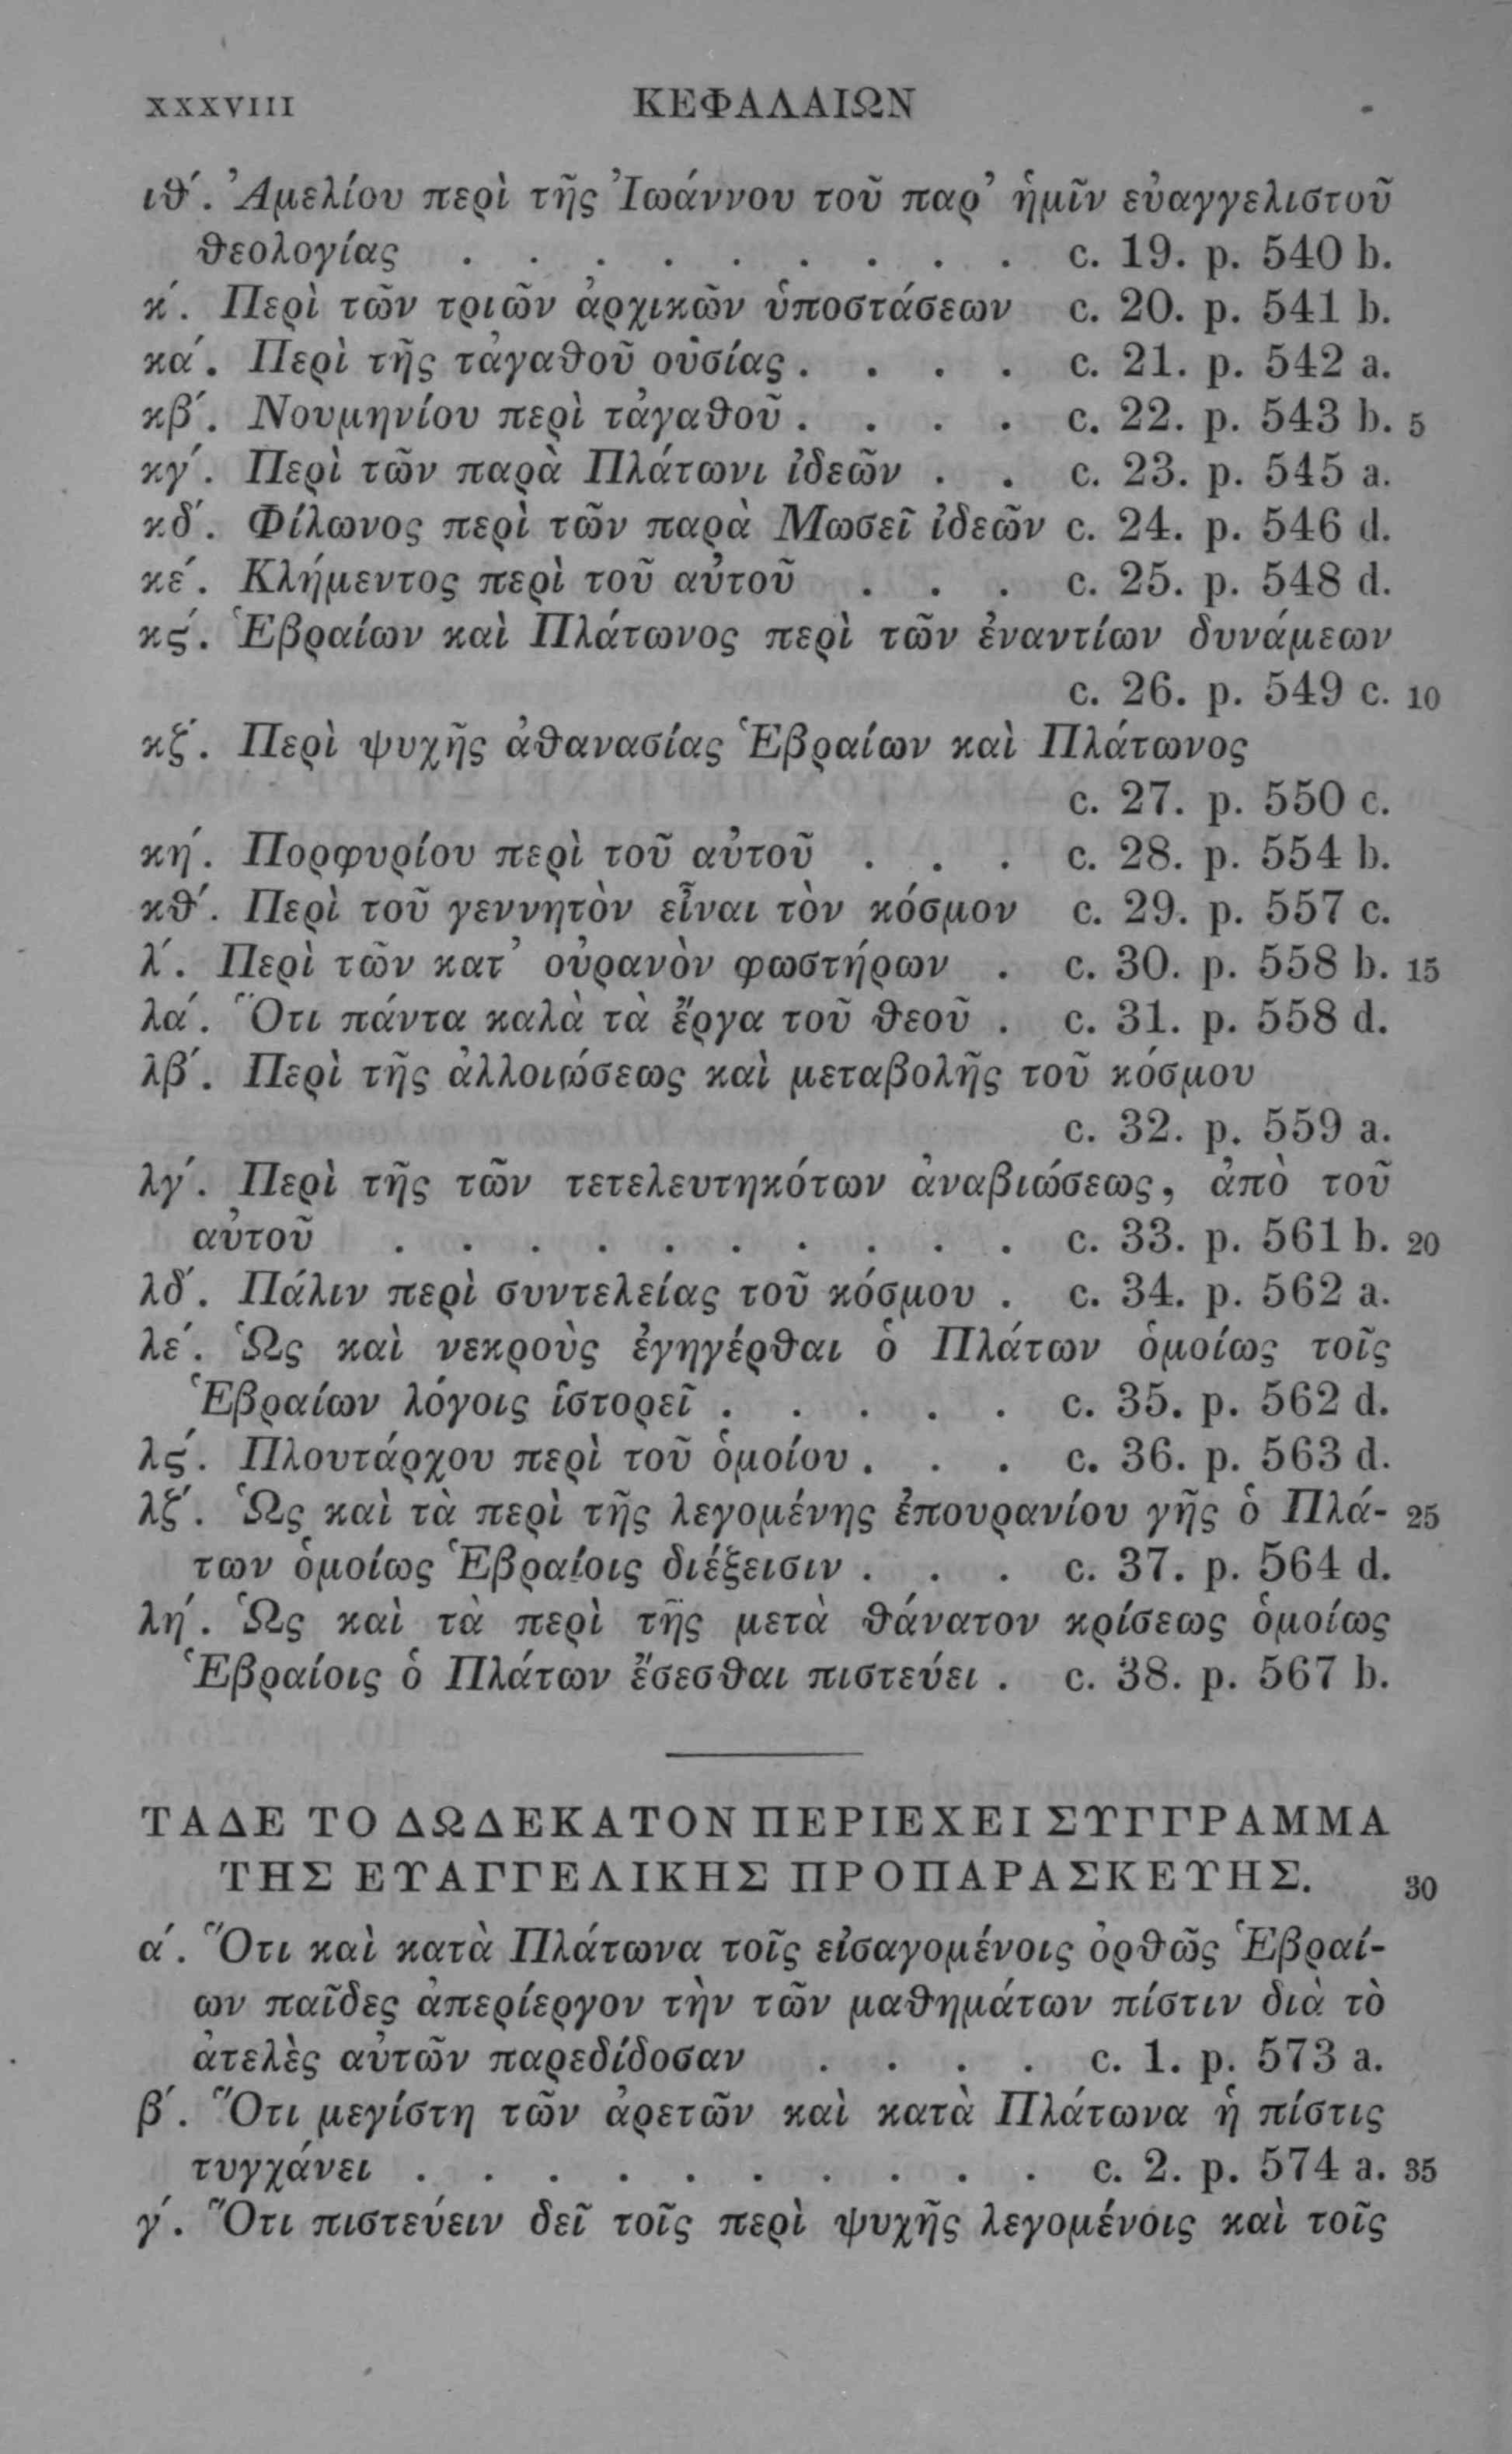 XXXVIII ΚΕΦΑΛΑΙΩΝ
ιθ΄. Ἀμελίου περὶ τῆς Ἰωάννου τοῦ παρ’ ἡμῖν εὐαγγελιστοῦ
θεολογίας . . . . . . . . . c. 19. p. 540 b.
κ΄. Περὶ τῶν τριῶν ἀρχικῶν ὑποστάσεων c. 20. p. 541 b.
κα΄. Περὶ τῆς τἀγαθοῦ οὐσίας . . . . c. 21. p. 542 a.
κβ΄. Νουμηνίου περὶ τἀγαθοῦ . . . . c. 22. p. 543 b. 5
κγ΄. Περὶ τῶν παρὰ Πλάτωνι ἰδεῶν . . c. 23. p. 545 a.
κδ΄. Φίλωνος περὶ τῶν παρὰ Μωσεῖ ἰδεῶν c. 24. p. 546 d.
κε΄. Κλήμεντος περὶ τοῦ αὐτοῦ . . . c. 25. p. 548 d.
κϛ΄. Ἑβραίων καὶ Πλάτωνος περὶ τῶν ἐναντίων δυνάμεων
c. 26. p. 549 c. 10
κζ΄. Περὶ ψυχῆς ἀθανασίας Ἑβραίων καὶ Πλάτωνος
c. 27. p. 550 c.
κη΄. Πορφυρίου περὶ τοῦ αὐτοῦ . . . c. 28. p. 554 b.
κθ΄. Περὶ τοῦ γεννητὸν εἶναι τὸν κόσμον c. 29. p. 557 c.
λ΄. Περὶ τῶν κατ’ οὐρανὸν φωστήρων . c. 30. p. 558 b. 15
λα΄. Ὅτι πάντα καλὰ τὰ ἔργα τοῦ θεοῦ . c. 31. p. 558 d.
λβ΄. Περὶ τῆς ἀλλοιώσεως καὶ μεταβολῆς τοῦ κόσμου
c. 32. p. 559 a.
λγ΄. Περὶ τῆς τῶν τετελευτηκότων ἀναβιώσεως, ἀπὸ τοῦ
αὐτοῦ . . . . . . . . . . c. 33. p. 561 b. 20
λδ΄. Πάλιν περὶ συντελείας τοῦ κόσμου . c. 34. p. 562 a.
λε΄. Ὡς καὶ νεκροὺς ἐγηγέρθαι ὁ Πλάτων ὁμοίως τοῖς
Ἑβραίων λόγοις ἱστορεῖ . . . . . c. 35. p. 562 d.
λϛ΄. Πλουτάρχου περὶ τοῦ ὁμοίου . . . c. 36. p. 563 d.
λζ΄. Ὡς καὶ τὰ περὶ τῆς λεγομένης ἐπουρανίου γῆς ὁ Πλά- 25
των ὁμοίως Ἑβραίοις διέξεισιν . . . c. 37. p. 564 d.
λη΄. Ὡς καὶ τὰ περὶ τῆς μετὰ θάνατον κρίσεως ὁμοίως
Ἑβραίοις ὁ Πλάτων ἔσεσθαι πιστεύει . c. 38. p. 567 b.
ΤΑΔΕ ΤΟ ΔΩΔΕΚΑΤΟΝ ΠΕΡΙΕΧΕΙ ΣΥΓΓΡΑΜΜΑ
ΤΗΣ ΕΥΑΓΓΕΛΙΚΗΣ ΠΡΟΠΑΡΑΣΚΕΥΗΣ. 30
α΄. Ὅτι καὶ κατὰ Πλάτωνα τοῖς εἰσαγομένοις ὀρθῶς Ἑβραί-
ων παῖδες ἀπερίεργον τὴν τῶν μαθημάτων πίστιν διὰ τὸ
ἀτελὲς αὐτῶν παρεδίδοσαν . . . . c. 1. p. 573 a.
β΄. Ὅτι μεγίστη τῶν ἀρετῶν καὶ κατὰ Πλάτωνα ἡ πίστις
τυγχάνει . . . . . . . . . . c. 2. p. 574 a. 35
γ΄. Ὅτι πιστεύειν δεῖ τοῖς περὶ ψυχῆς λεγομένοις καὶ τοῖς